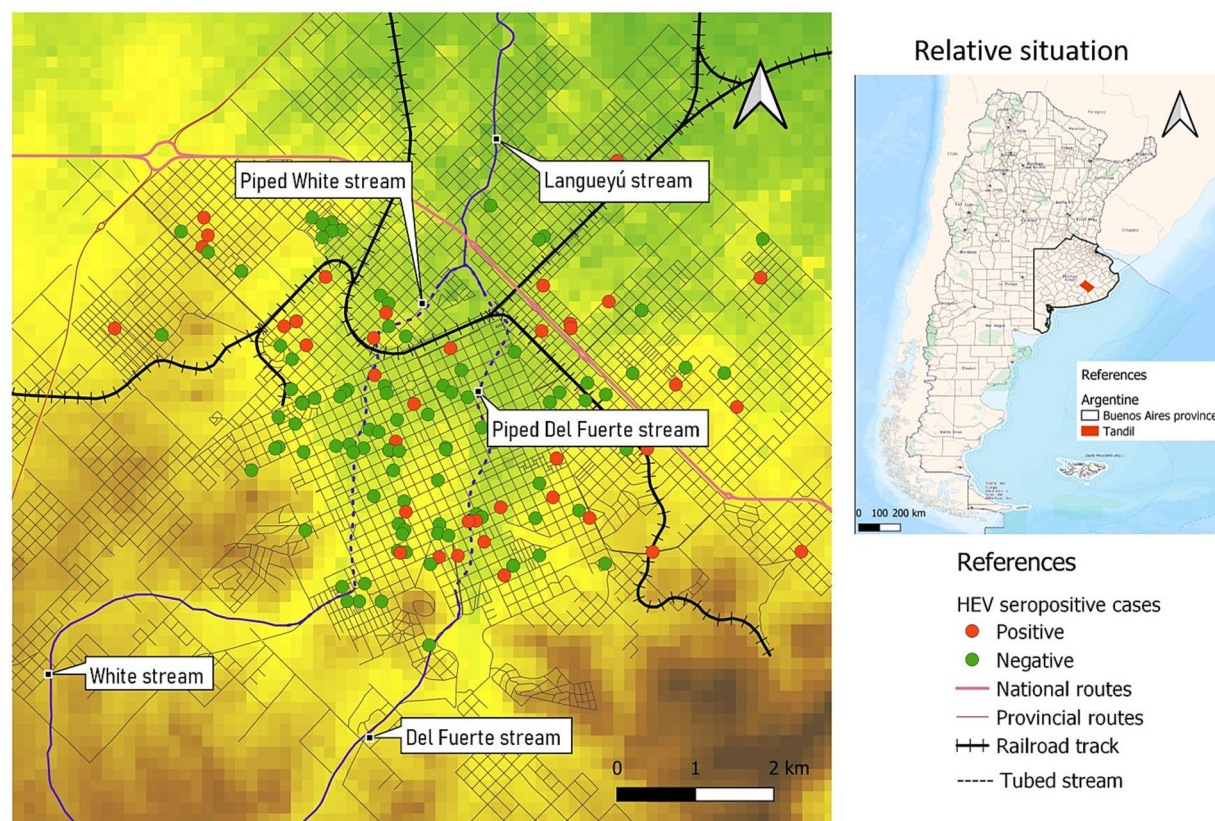 Piped White stream
Langueyú stream
Piped Del Fuerte stream
White stream
Del Fuerte stream
0 1 2 km
Relative situation
References
Argentine
Buenos Aires province
Tandil
0 100 200 km
References
HEV seropositive cases
Positive
Negative
National routes
Provincial routes
Railroad track
Tubed stream